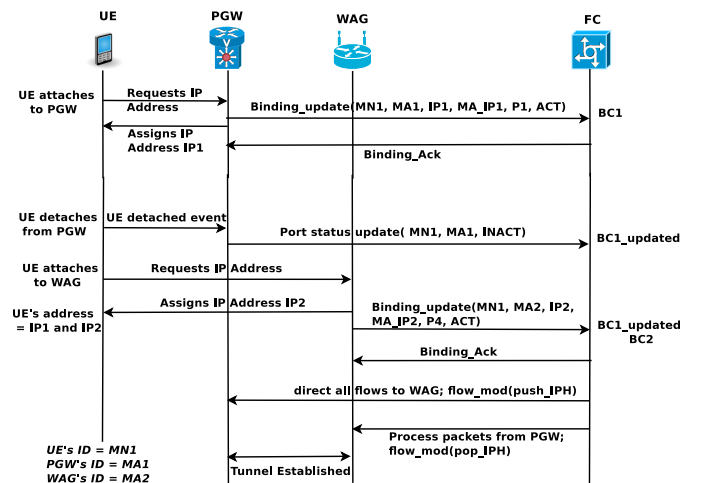 UE PGW WAG FC
UE attaches
to PGW
Requests IP
Address
Binding_update(MN1, MA1, IP1, MA_IP1, P1, ACT)
BC1
Assigns IP
Address IP1
Binding_Ack
UE detaches
from PGW
UE detached event
Port status update( MN1, MA1, INACT)
BC1_updated
UE attaches
to WAG
Requests IP Address
UE's address
= IP1 and IP2
Assigns IP Address IP2
Binding_update(MN1, MA2, IP2,
MA_IP2, P4, ACT)
BC1_updated
BC2
Binding_Ack
direct all flows to WAG; flow_mod(push_IPH)
Process packets from PGW;
flow_mod(pop_IPH)
Tunnel Established
UE's ID = MN1
PGW's ID = MA1
WAG's ID = MA2